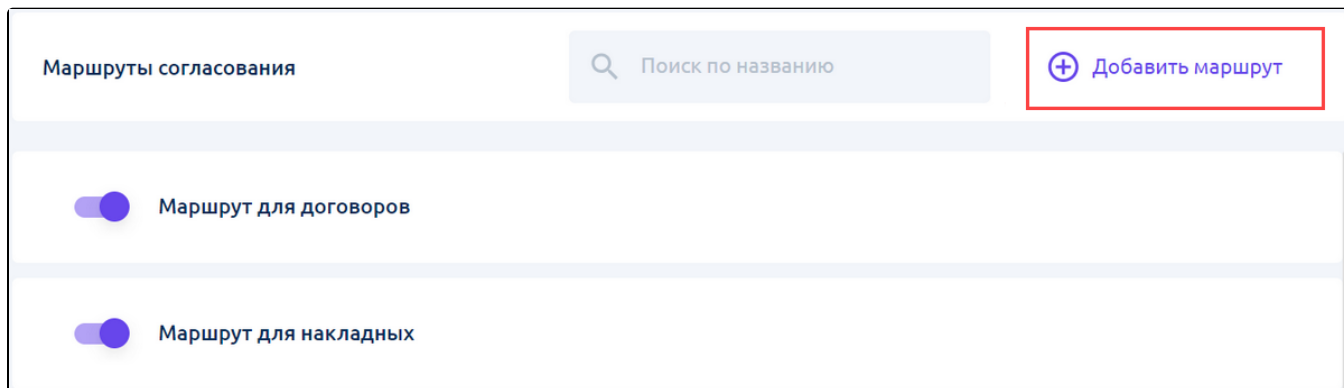 Маршруты согласования
Поиск по названию
Добавить маршрут
Маршрут для договоров
Маршрут для накладных